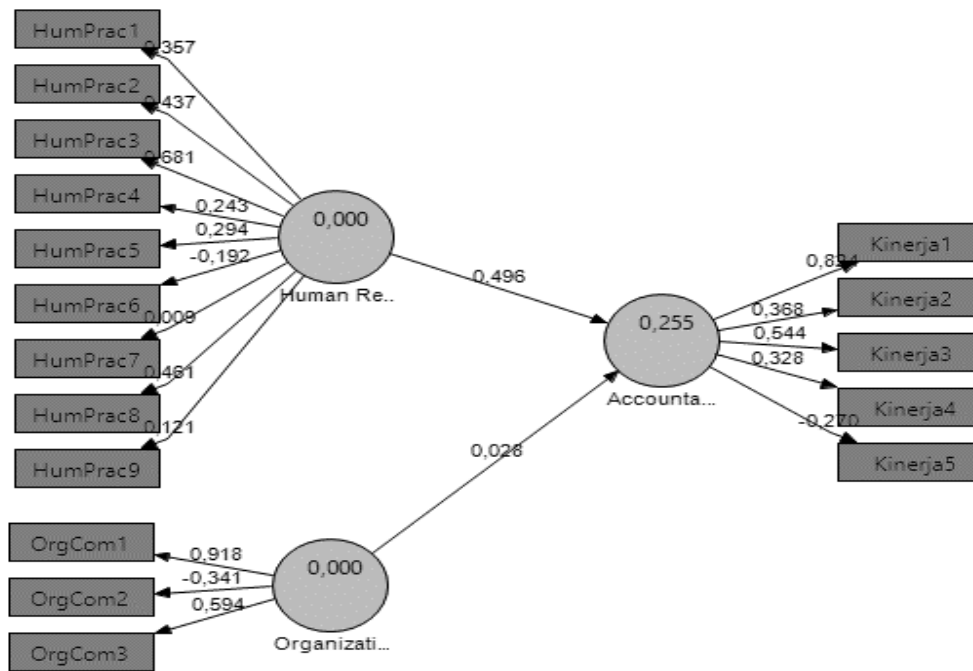 HumPrac1
0,357
HumPrac2
0,437
HumPrac3
0,681
HumPrac4
0,243
HumPrac5
0,294
-0,192
HumPrac6
0,009
HumPrac7
0,461
HumPrac8
0,121
HumPrac9
0,000
Human Re..
0,496
0,255
Accounta...
0,028
Kinerja1
Kinerja2
0,368
0,544
Kinerja3
0,328
Kinerja4
-0,270
Kinerja5
OrgCom1
0,918
-0,341
OrgCom2
0,594
OrgCom3
0,000
Organizati...